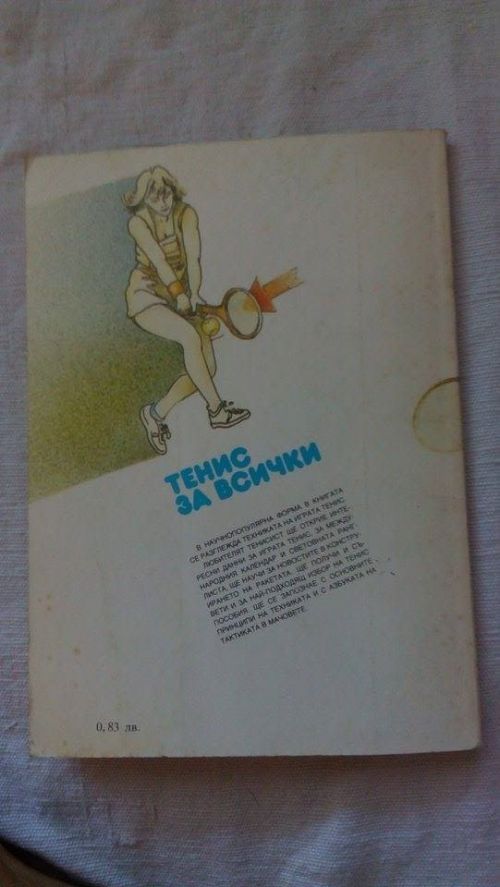 ТЕНИС
ЗА ВСИЧКИ
В НАУЧНОПОПУЛЯРНА ФОРМА В КНИГАТА
СЕ РАЗГЛЕЖДА ТЕХНИКАТА НА ИГРАТА ТЕНИС.
ЛЮБИТЕЛЯТ ТЕНИСИСТ ЩЕ ОТКРИЕ ИНТЕ-
РЕСНИ ДАННИ ЗА ИГРАТА ТЕНИС, ЗА МЕЖДУ-
НАРОДНИЯ КАЛЕНДАР И СВЕТОВНАТА РАНГ-
ЛИСТА, ЩЕ НАУЧИ ЗА НОВОСТИТЕ В КОНСТРУ-
ИРАНЕТО НА РАКЕТАТА, ЩЕ ПОЛУЧИ И СЪ-
ВЕТИ И ЗА НАЙ-ПОДХОДЯЩ ИЗБОР НА ТЕНИС
ПОСОБИЯ. ЩЕ СЕ ЗАПОЗНАЕ С ОСНОВНИТЕ
ПРИНЦИПИ НА ТЕХНИКАТА И С АЗБУКАТА НА
ТАКТИКАТА В МАЧОВЕТЕ.
0,83 лв.